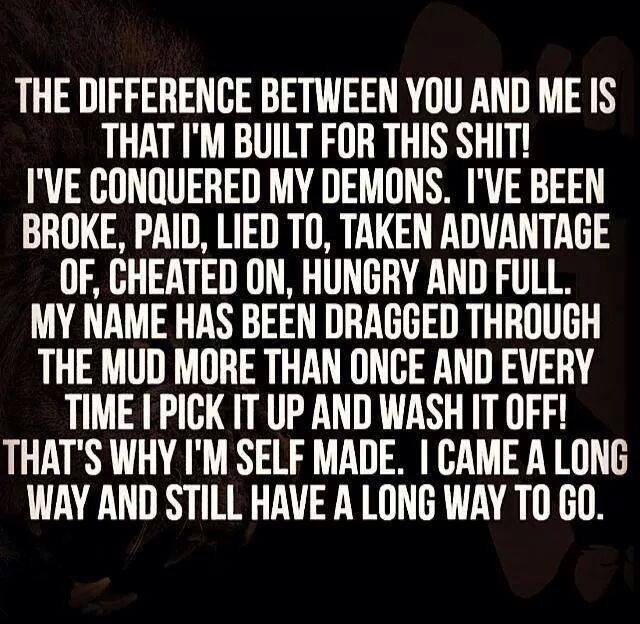 THE DIFFERENCE BETWEEN YOU AND ME IS
THAT I'M BUILT FOR THIS SHIT!
I'VE CONQUERED MY DEMONS. I'VE BEEN
BROKE, PAID, LIED TO, TAKEN ADVANTAGE
OF, CHEATED ON, HUNGRY AND FULL.
MY NAME HAS BEEN DRAGGED THROUGH
THE MUD MORE THAN ONCE AND EVERY
TIME I PICK IT UP AND WASH IT OFF!
THAT'S WHY I'M SELF MADE. I CAME A LONG
WAY AND STILL HAVE A LONG WAY TO GO.